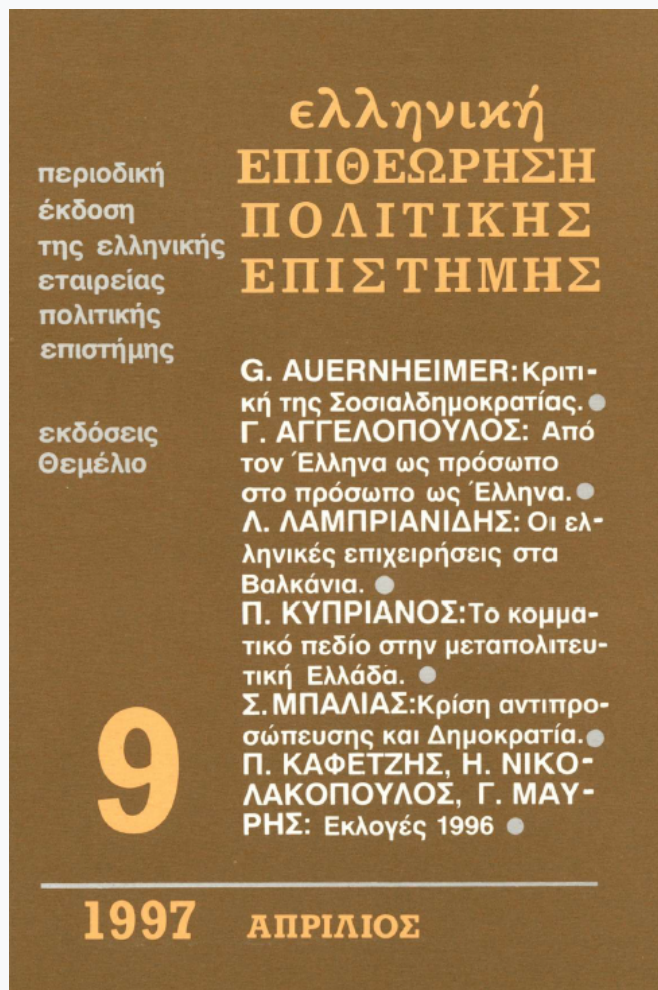 ελληνική
ΕΠΙΘΕΩΡΗΣΗ
ΠΟΛΙΤΙΚΗΣ
ΕΠΙΣΤΗΜΗΣ
περιοδική
έκδοση
της ελληνικής
εταιρείας
πολιτικής
επιστήμης
εκδόσεις
Θεμέλιο
G. AUERNHEIMER: Κριτι-
κή της Σοσιαλδημοκρατίας. ●
Γ. ΑΓΓΕΛΟΠΟΥΛΟΣ: Από
τον Έλληνα ως πρόσωπο
στο πρόσωπο ως Έλληνα. ●
Λ. ΛΑΜΠΡΙΑΝΙΔΗΣ: Οι ελ-
ληνικές επιχειρήσεις στα
Βαλκάνια. ●
Π. ΚΥΠΡΙΑΝΟΣ: Το κομμα-
τικό πεδίο στην μεταπολιτευ-
τική Ελλάδα. ●
Σ. ΜΠΑΛΙΑΣ: Κρίση αντιπρο-
σώπευσης και Δημοκρατία. ●
Π. ΚΑΦΕΤΖΗΣ, Η. ΝΙΚΟ-
ΛΑΚΟΠΟΥΛΟΣ, Γ. ΜΑΥ-
ΡΗΣ: Εκλογές 1996 ●
9
1997 ΑΠΡΙΛΙΟΣ